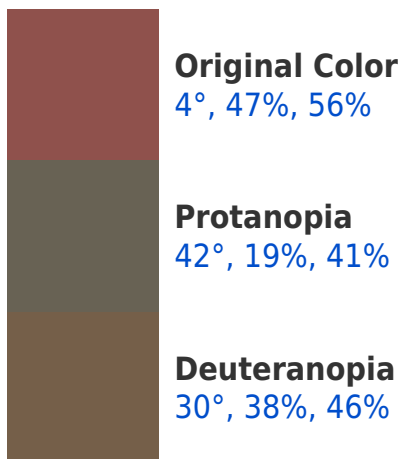 Original Color
4°, 47%, 56%
Protanopia
42°, 19%, 41%
Deuteranopia
30°, 38%, 46%